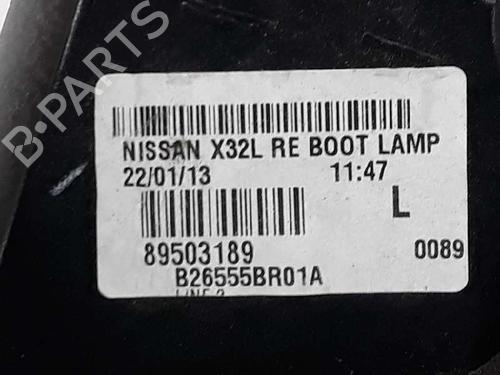 B-PARTS
NISSAN X32L RE BOOT LAMP
22/01/13 11:47
L
89503189 0089
B26555BR01A